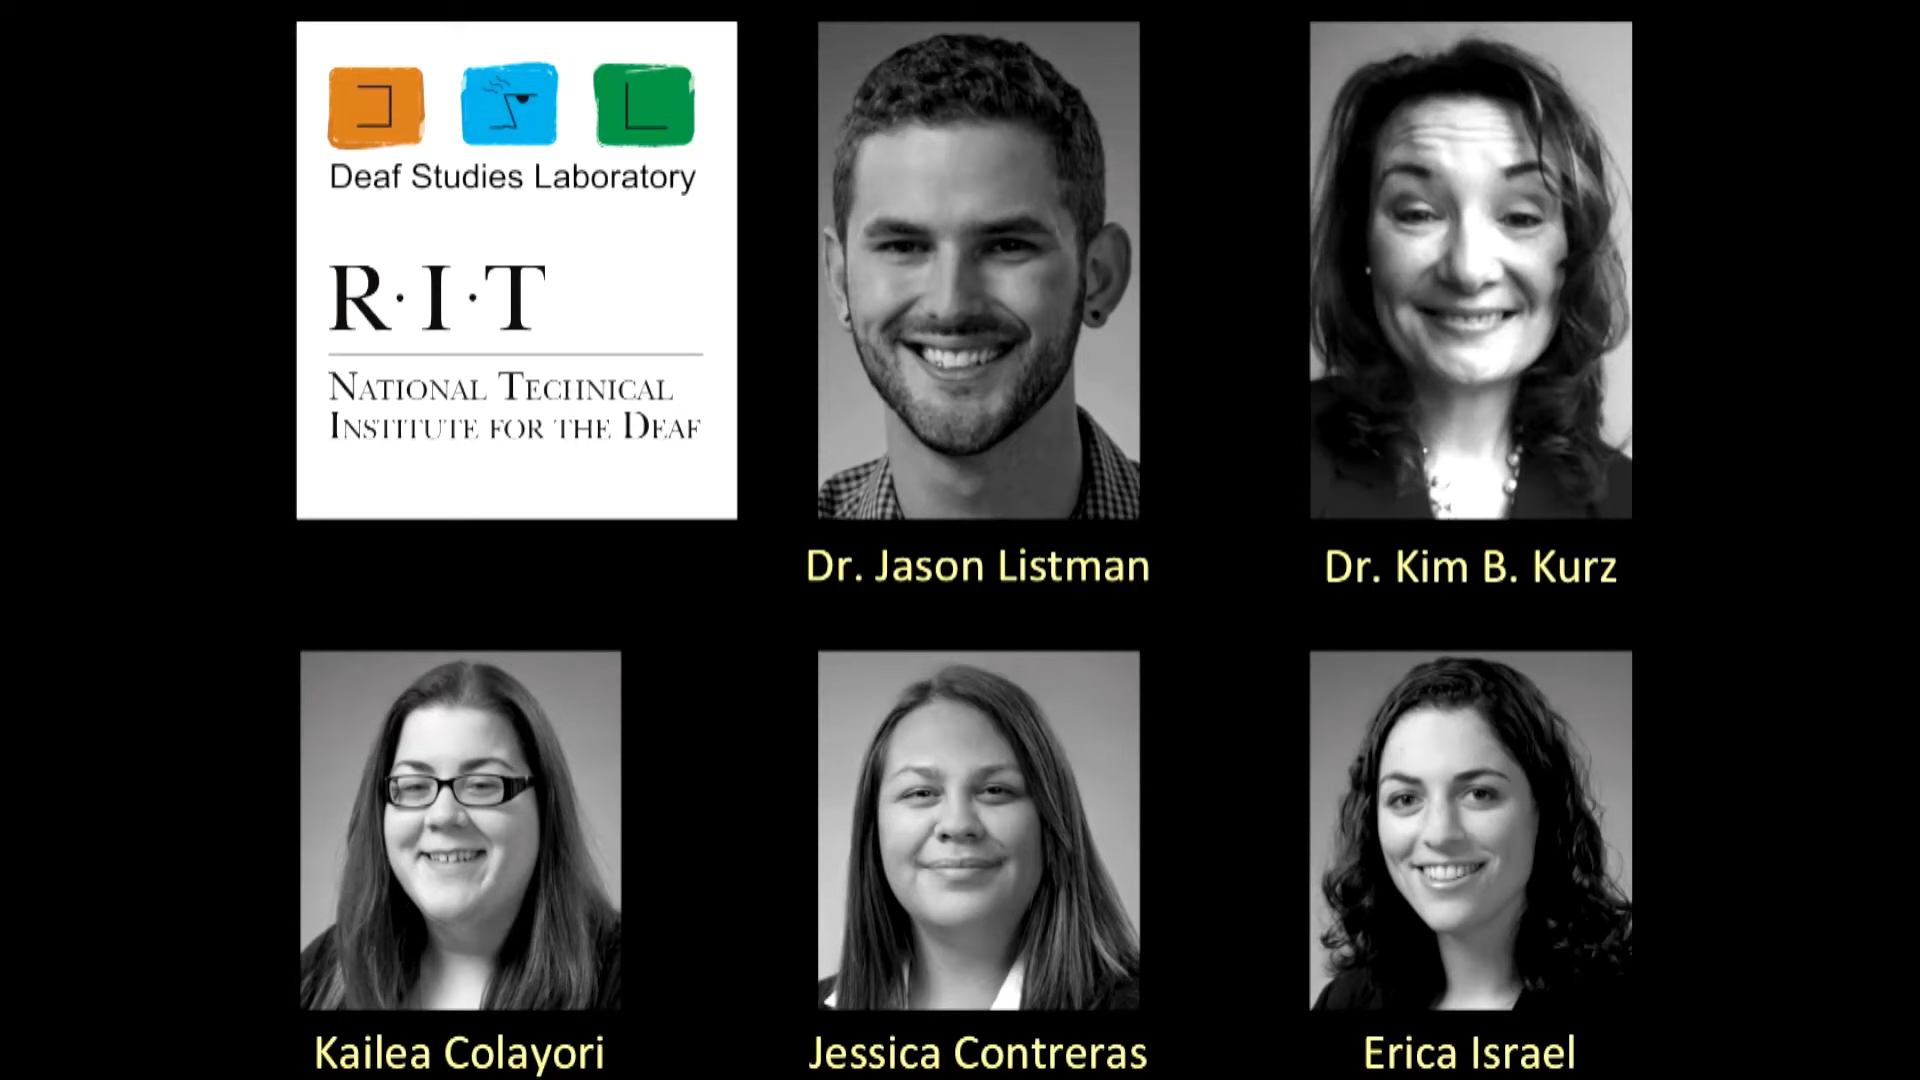 Deaf Studies Laboratory
R·I·T
NATIONAL TECHNICAL
INSTITUTE FOR THE DEAF
Dr. Jason Listman
Dr. Kim B. Kurz
Kailea Colayori
Jessica Contreras
Erica Israel